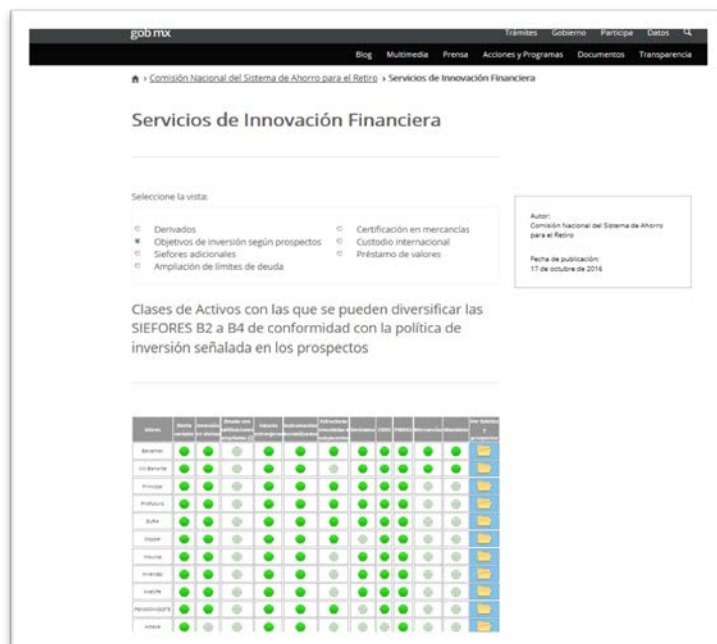 gob.mx
Trámites Gobierno Participa Datos
Blog Multimedia Prensa Acciones y Programas Documentos Transparencia
> Comisión Nacional del Sistema de Ahorro para el Retiro > Servicios de Innovación Financiera
Servicios de Innovación Financiera
Seleccione la vista:
Derivados
Objetivos de inversión según prospectos
Siefores adicionales
Ampliación de límites de deuda
Certificación en mercancías
Custodio internacional
Préstamo de valores
Autor:
Comisión Nacional del Sistema de Ahorro
para el Retiro
Fecha de publicación:
17 de octubre de 2016
Clases de Activos con las que se pueden diversificar las
SIEFORES B2 a B4 de conformidad con la política de
inversión señalada en los prospectos
Banamex
XXI Banorte
Principal
Profuturo
SURA
Coppel
Inbursa
Invercap
MetLife
PENSIONISSSTE
Azteca